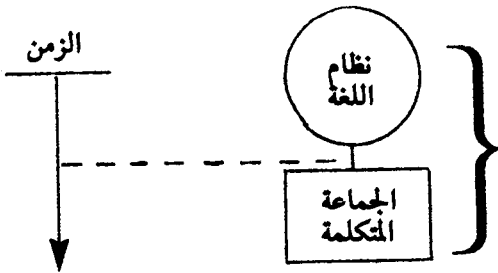 الزمن
نظام
اللغة
الجماعة
المتكلمة